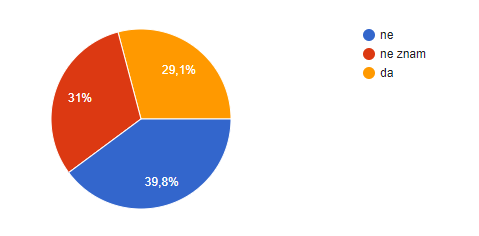 ne
ne znam
da
29,1%
31%
39,8%